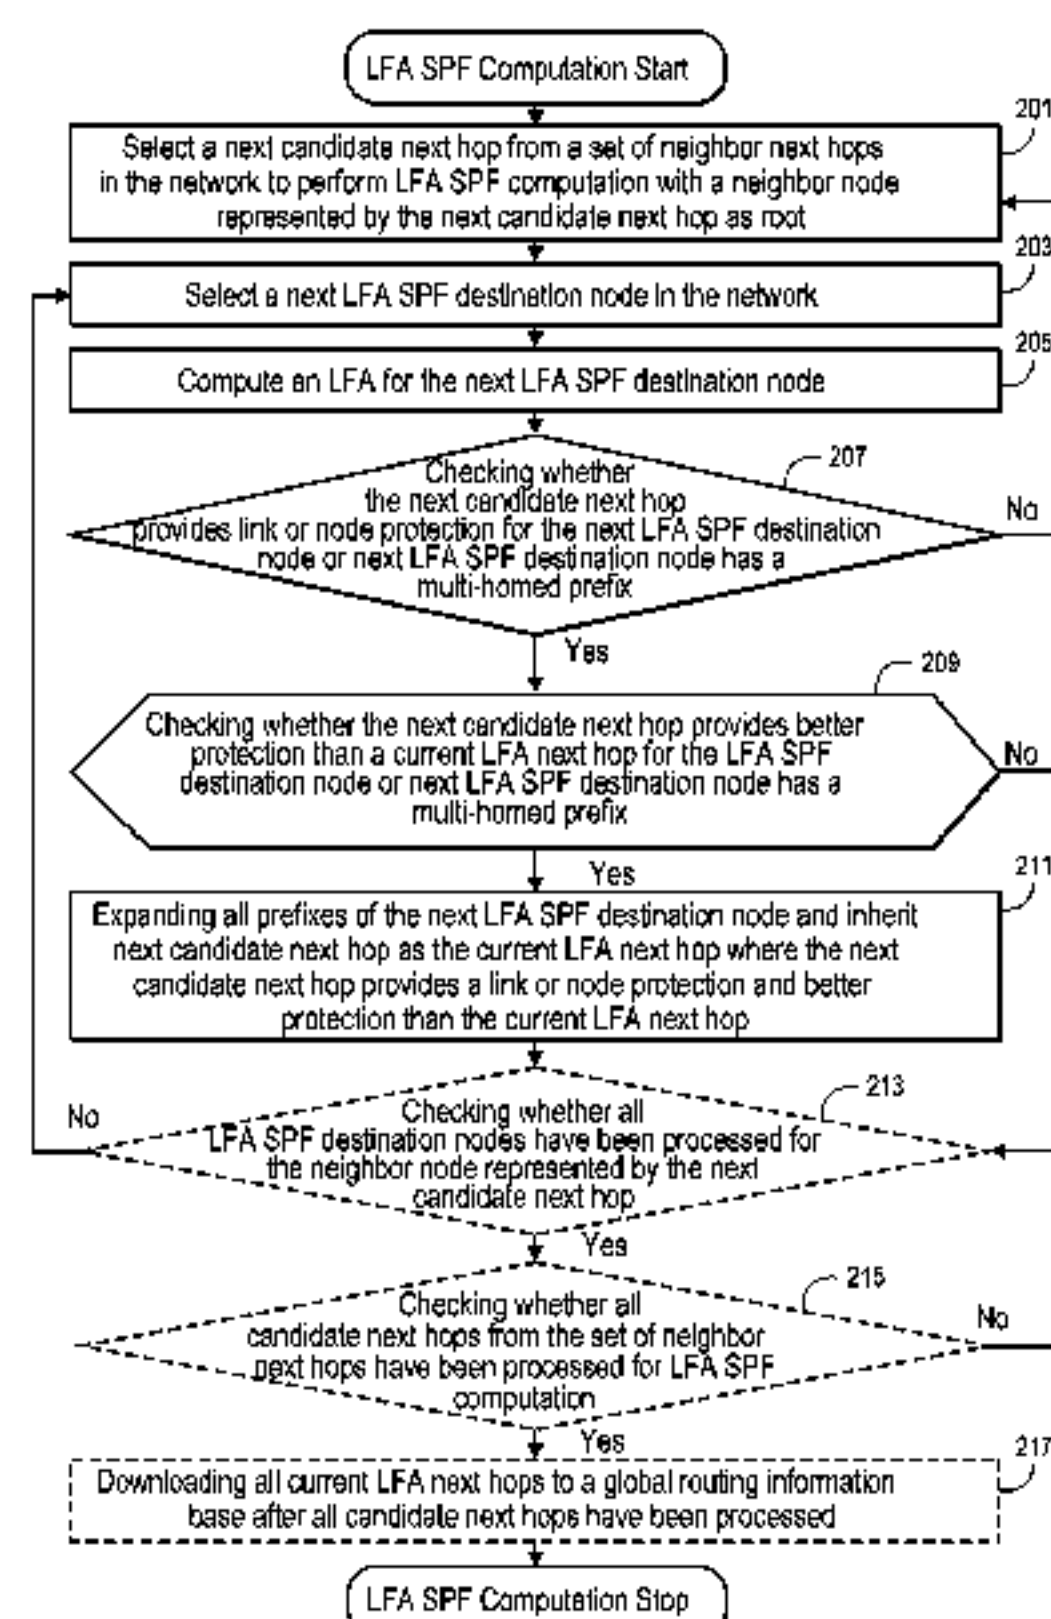 LFA SPF Computation Start
201
Select a next candidate next hop from a set of neighbor next hops
in the network to perform LFA SPF computation with a neighbor node
represented by the next candidate next hop as root
203
Select a next LFA SPF destination node in the network
205
Compute an LFA for the next LFA SPF destination node
207
Checking whether
the next candidate next hop
provides link or node protection for the next LFA SPF destination
node or next LFA SPF destination node has a
multi-homed prefix
No
Yes
209
Checking whether the next candidate next hop provides better
protection than a current LFA next hop for the LFA SPF
destination node or next LFA SPF destination node has a
multi-homed prefix
No
Yes
211
Expanding all prefixes of the next LFA SPF destination node and inherit
next candidate next hop as the current LFA next hop where the next
candidate next hop provides a link or node protection and better
protection than the current LFA next hop
213
No
Checking whether all
LFA SPF destination nodes have been processed for
the neighbor node represented by the next
candidate next hop
Yes
215
Checking whether all
candidate next hops from the set of neighbor
next hops have been processed for LFA SPF
computation
No
Yes
217
Downloading all current LFA next hops to a global routing information
base after all candidate next hops have been processed
LFA SPF Computation Stop